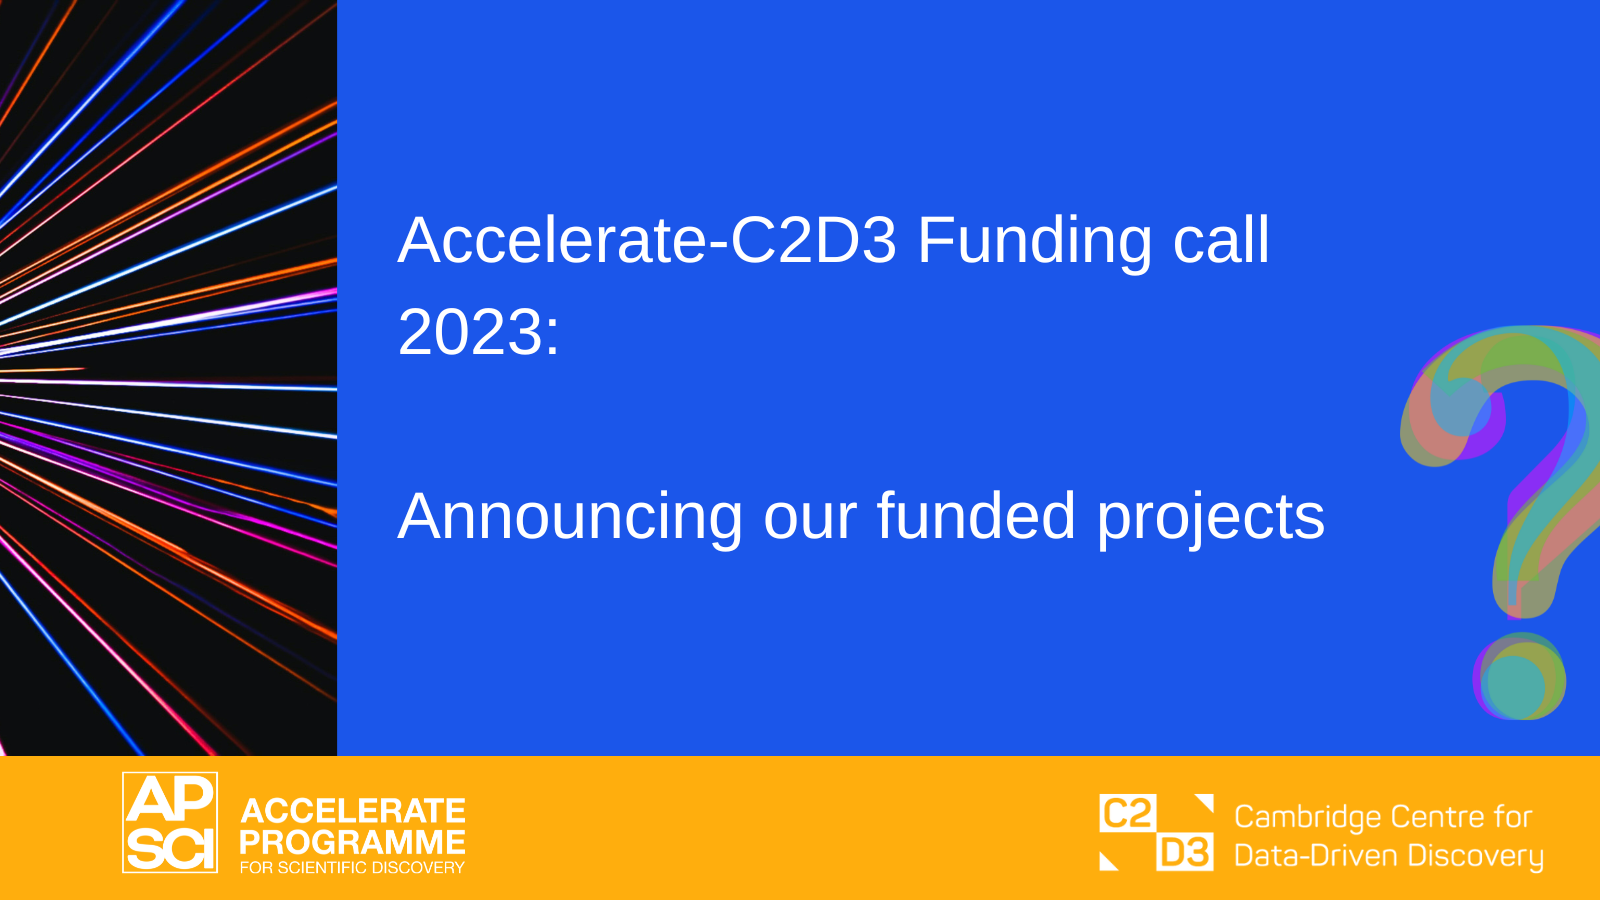 Accelerate-C2D3 Funding call
2023:
Announcing our funded projects
?
AP
SCI
ACCELERATE
PROGRAMME
FOR SCIENTIFIC DISCOVERY
C2
D3
Cambridge Centre for
Data-Driven Discovery